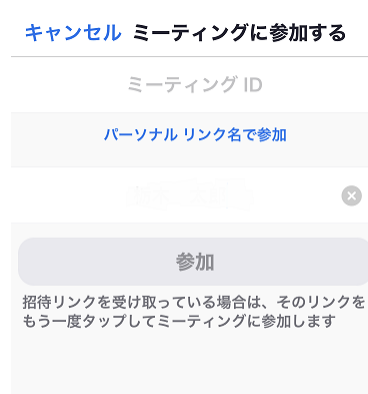 キャンセル ミーティングに参加する
ミーティング ID
パーソナル リンク名で参加
参加
招待リンクを受け取っている場合は、そのリンクを
もう一度タップしてミーティングに参加します